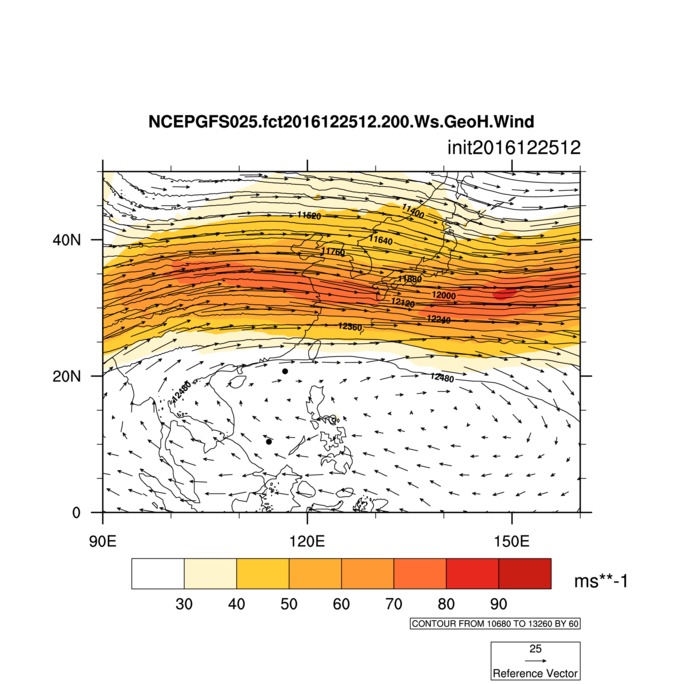 NCEPGFS025.fct2016122512.200.Ws.GeoH.Wind
init2016122512
11520
11400
40N
11640
11760
11880
12000
12120
12240
12360
20N
12480
12480
0
90E 120E 150E
ms**-1
30 40 50 60 70 80 90
CONTOUR FROM 10680 TO 13260 BY 60
25
Reference Vector